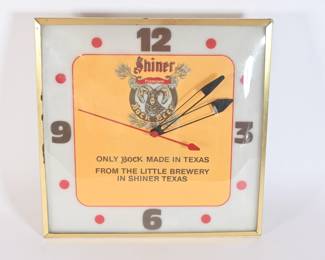 12
Shiner
9
3
ONLY BOCK MADE IN TEXAS
FROM THE LITTLE BREWERY
IN SHINER TEXAS
6